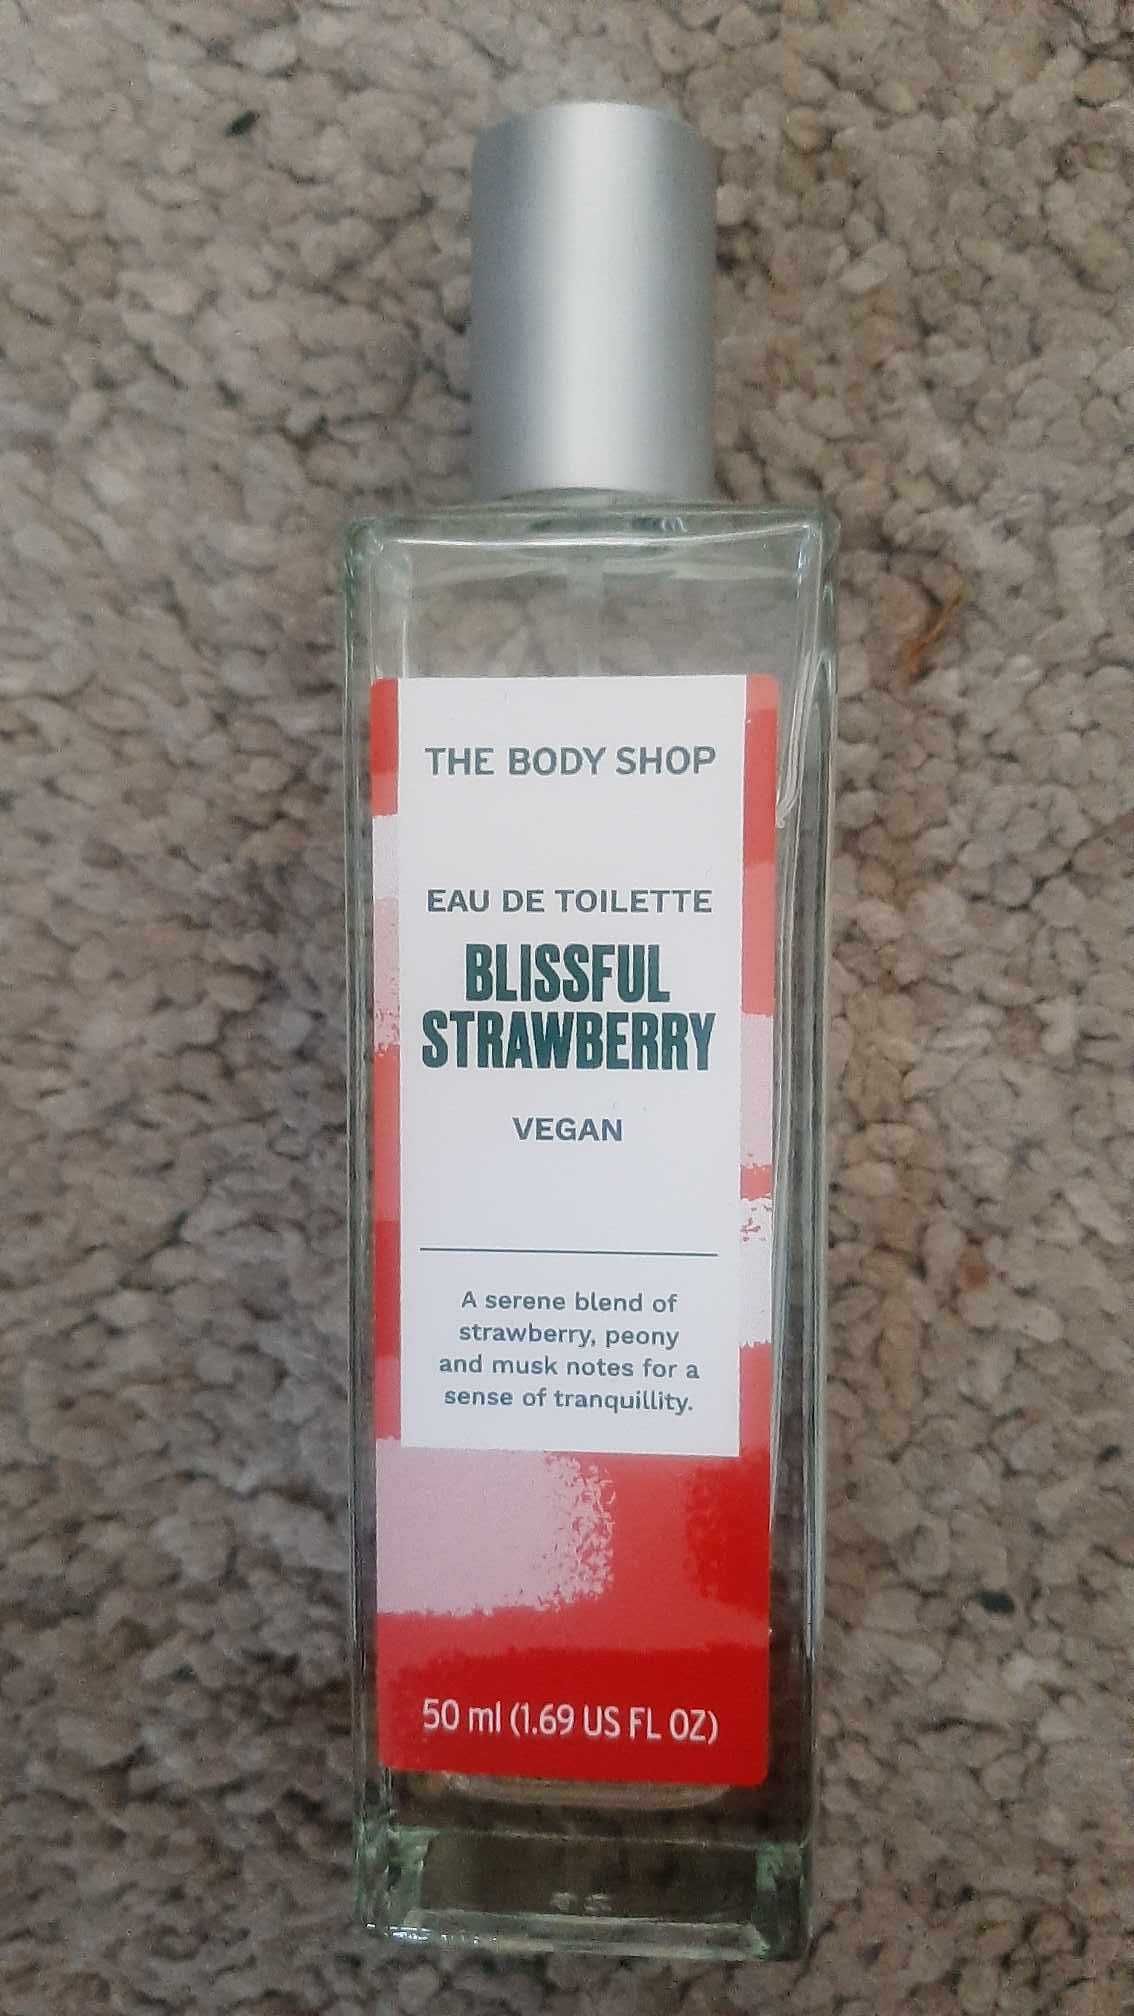 THE BODY SHOP
EAU DE TOILETTE
BLISSFUL
STRAWBERRY
VEGAN
A serene blend of
strawberry, peony
and musk notes for a
sense of tranquillity.
50 ml (1.69 US FL OZ)